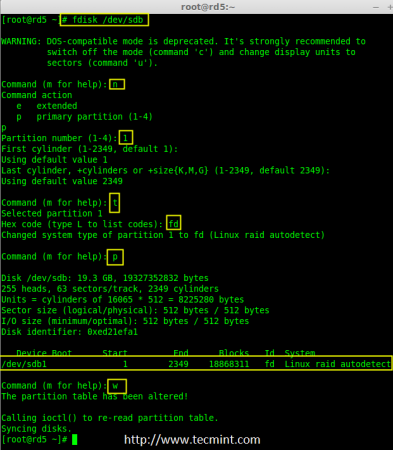 root@rd5:~
[root@rd5 ~]# fdisk /dev/sdb
WARNING: DOS-compatible mode is deprecated. It's strongly recommended to
switch off the mode (command 'c') and change display units to
sectors (command 'u').
Command (m for help): n
Command action
e extended
p primary partition (1-4)
p
Partition number (1-4): 1
First cylinder (1-2349, default 1):
Using default value 1
Last cylinder, +cylinders or +size{K,M,G} (1-2349, default 2349):
Using default value 2349
Command (m for help): t
Selected partition 1
Hex code (type L to list codes): fd
Changed system type of partition 1 to fd (Linux raid autodetect)
Command (m for help): p
Disk /dev/sdb: 19.3 GB, 19327352832 bytes
255 heads, 63 sectors/track, 2349 cylinders
Units = cylinders of 16065 * 512 = 8225280 bytes
Sector size (logical/physical): 512 bytes / 512 bytes
I/O size (minimum/optimal): 512 bytes / 512 bytes
Disk identifier: 0xed21efa1
Device Boot Start End Blocks Id System
/dev/sdb1 1 2349 18868311 fd Linux raid autodetect
Command (m for help): w
The partition table has been altered!
Calling ioctl() to re-read partition table.
Syncing disks.
[root@rd5 ~]#
http://www.tecmint.com